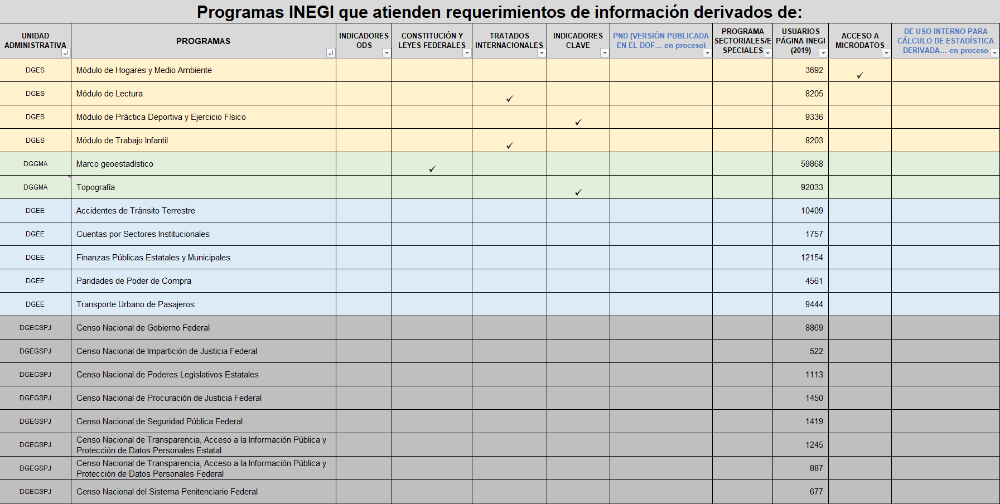 Programas INEGI que atienden requerimientos de información derivados de:
UNIDAD ADMINISTRATIVA PROGRAMAS INDICADORES ODS CONSTITUCIÓN Y LEYES FEDERALES TRATADOS INTERNACIONALES INDICADORES CLAVE PND (VERSIÓN PUBLICADA EN EL DOF... en proceso) PROGRAMA SECTORIALES/E SPECIALES USUARIOS PÁGINA INEGI (2019) ACCESO A MICRODATOS DE USO INTERNO PARA CÁLCULO DE ESTADÍSTICA DERIVADA... en proceso
DGES Módulo de Hogares y Medio Ambiente 3692 ✓
DGES Módulo de Lectura ✓ 8205
DGES Módulo de Práctica Deportiva y Ejercicio Físico ✓ 9336
DGES Módulo de Trabajo Infantil ✓ 8203
DGGMA Marco geoestadístico ✓ 59868
DGGMA Topografía ✓ 92033
DGEE Accidentes de Tránsito Terrestre 10409
DGEE Cuentas por Sectores Institucionales 1757
DGEE Finanzas Públicas Estatales y Municipales 12154
DGEE Paridades de Poder de Compra 4561
DGEE Transporte Urbano de Pasajeros 9444
DGEGSPJ Censo Nacional de Gobierno Federal 8869
DGEGSPJ Censo Nacional de Impartición de Justicia Federal 522
DGEGSPJ Censo Nacional de Poderes Legislativos Estatales 1113
DGEGSPJ Censo Nacional de Procuración de Justicia Federal 1450
DGEGSPJ Censo Nacional de Seguridad Pública Federal 1419
DGEGSPJ Censo Nacional de Transparencia, Acceso a la Información Pública y
Protección de Datos Personales Estatal 1245
DGEGSPJ Censo Nacional de Transparencia, Acceso a la Información Pública y
Protección de Datos Personales Federal 887
DGEGSPJ Censo Nacional del Sistema Penitenciario Federal 677